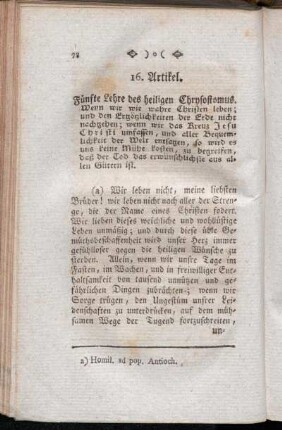 78 )o(
16. Artikel.
Fünfte Lehre des heiligen Chrysostomus.
Wenn wir wie wahre Christen leben;
und den Ergözlichkeiten der Erde nicht
nachgehen; wenn wir das Kreuz Jesu
Christi umfassen, und aller Bequem-
lichkeit der Welt entsagen, so wird es
uns keine Mühe kosten, zu begreifen,
daß der Tod das erwünschlichste aus al-
len Gütern ist.
(a) Wir leben nicht, meine liebsten
Brüder! wir leben nicht nach aller der Stren-
ge, die der Name eines Christen fodert.
Wir lieben dieses weichliche und wohllüstige
Leben unmäßig; und durch diese üble Ge-
müthsbeschaffenheit wird unser Herz immer
gefühlloser gegen die heiligen Wünsche zu
sterben. Allein, wenn wir unsre Tage im
Fasten, im Wachen, und in freiwilliger Ent-
haltsamkeit von tausend unnützen und ge-
fährlichen Dingen zubrächten; wenn wir
Sorge trügen, den Ungestüm unsrer Lei-
denschaften zu unterdrücken, auf dem müh-
samen Wege der Tugend fortzuschreiten,
un-
a) Homil. ad pop. Antioch.